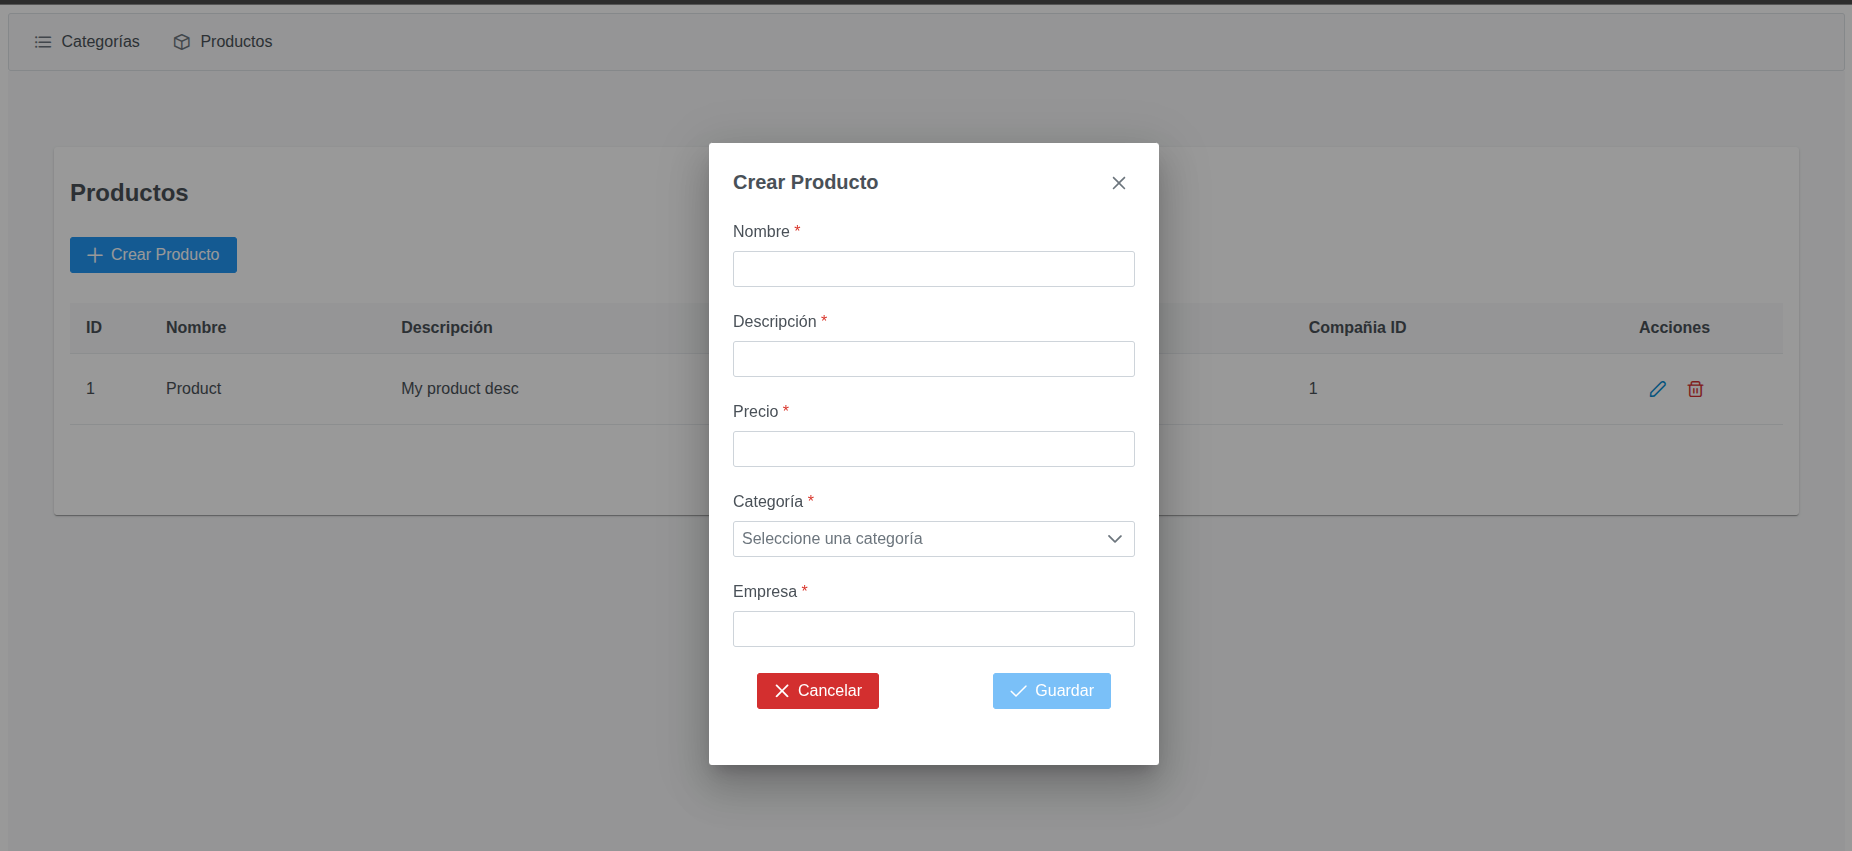 Categorías Productos
Productos
Crear Producto
ID Nombre Descripción Compañia ID Acciones
1 Product My product desc 1
Crear Producto
Nombre *
Descripción *
Precio *
Categoría *
Seleccione una categoría
Empresa *
Cancelar Guardar